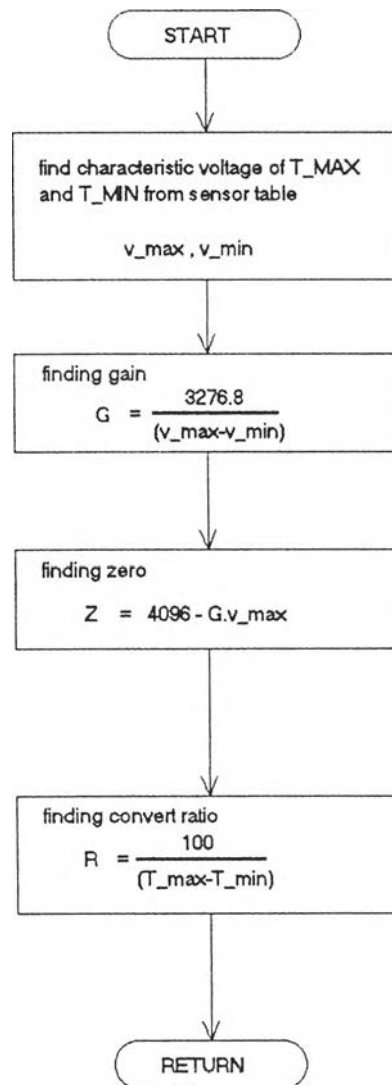 START
find characteristic voltage of T_MAX
and T_MIN from sensor table
v_max , v_min
finding gain
G = 3276.8
(v_max-v_min)
finding zero
Z = 4096 - G.v_max
finding convert ratio
R = 100
(T_max-T_min)
RETURN